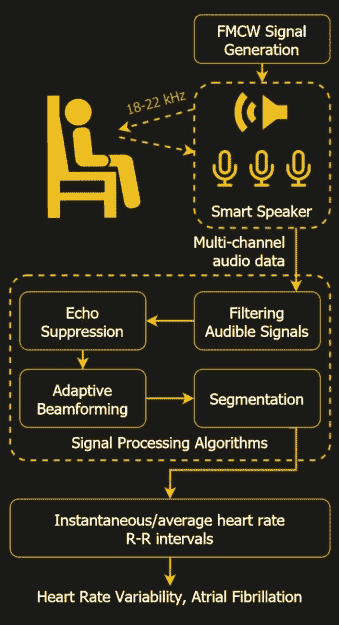 FMCW Signal
Generation
18-22 kHz
Smart Speaker
Multi-channel
audio data
Echo
Suppression
Filtering
Audible Signals
Adaptive
Beamforming
Segmentation
Signal Processing Algorithms
Instantaneous/average heart rate
R-R intervals
Heart Rate Variability, Atrial Fibrillation